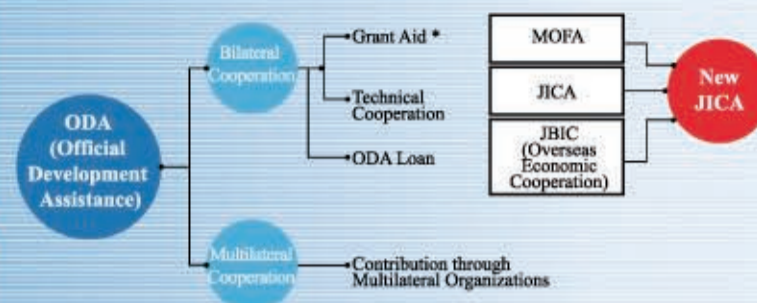 ODA
(Official
Development
Assistance)
Bilateral
Cooperation
Grant Aid *
Technical
Cooperation
ODA Loan
MOFA
JICA
JBIC
(Overseas
Economic
Cooperation)
New
JICA
Multilateral
Cooperation
Contribution through
Multilateral Organizations